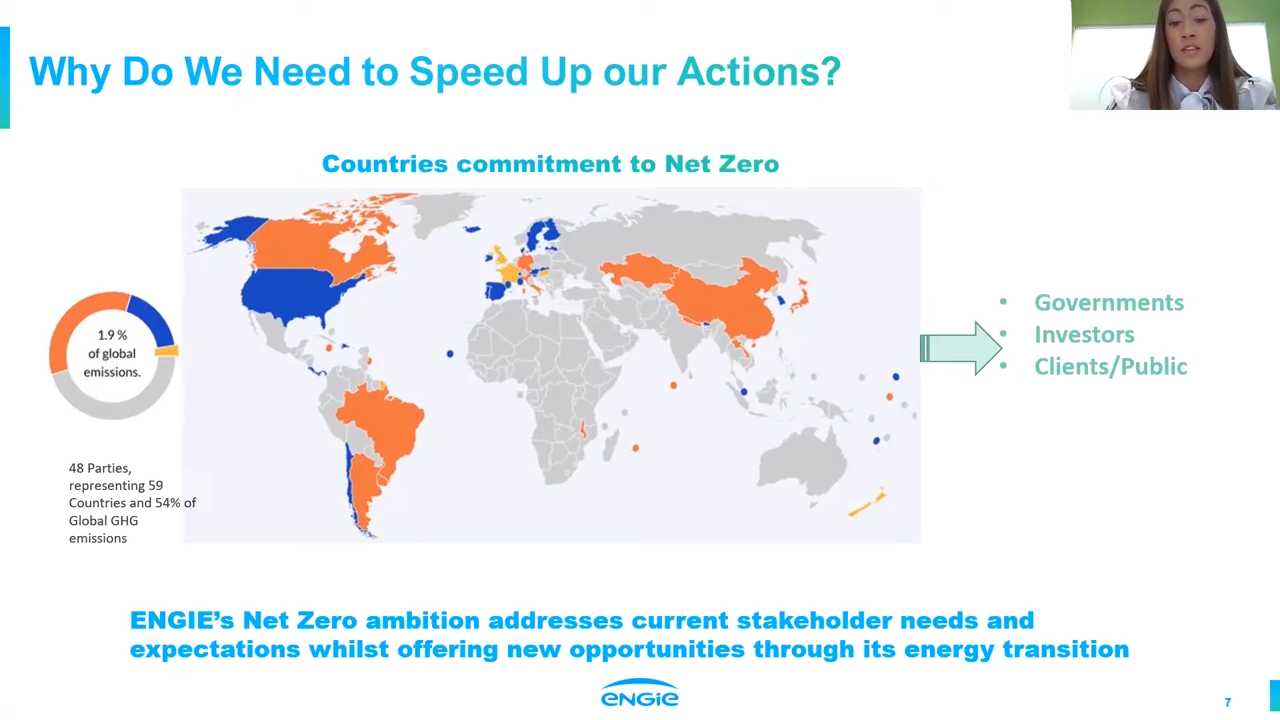 Why Do We Need to Speed Up our Actions?
Countries commitment to Net Zero
1.9 %
of global
emissions.
48 Parties,
representing 59
Countries and 54% of
Global GHG
emissions
• Governments
• Investors
• Clients/Public
ENGIE’s Net Zero ambition addresses current stakeholder needs and
expectations whilst offering new opportunities through its energy transition
ENGIE
7